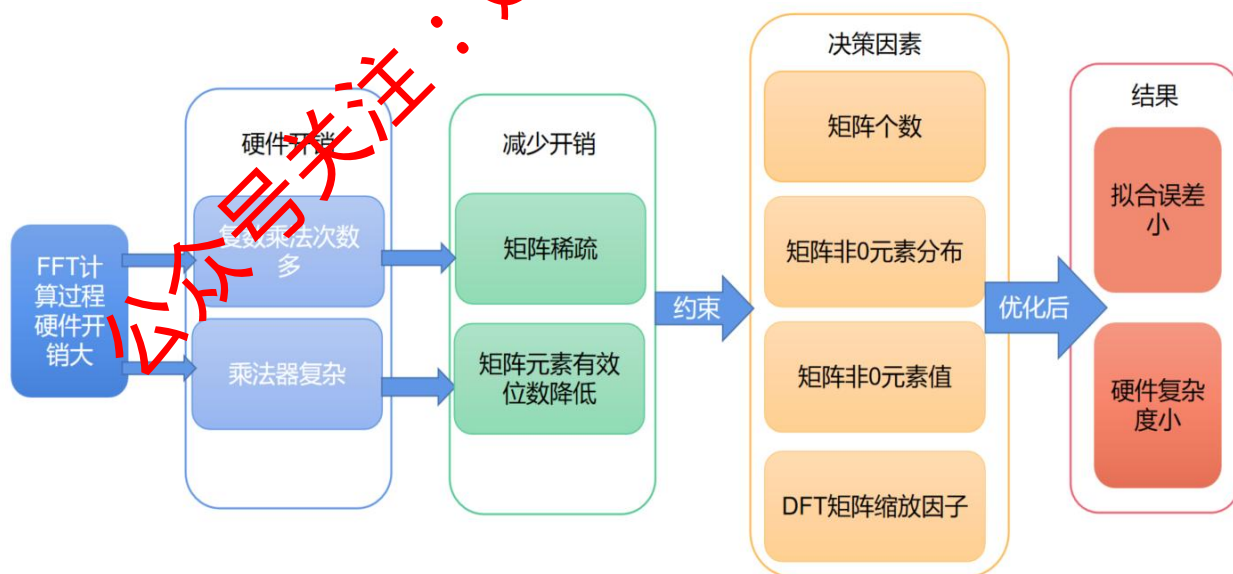 FFT计
算过程
硬件开
销大
硬件开销
复数乘法次数
多
乘法器复杂
减少开销
矩阵稀疏
矩阵元素有效
位数降低
约束
决策因素
矩阵个数
矩阵非0元素分布
矩阵非0元素值
DFT矩阵缩放因子
优化后
结果
拟合误差
小
硬件复杂
度小
公众号关注：